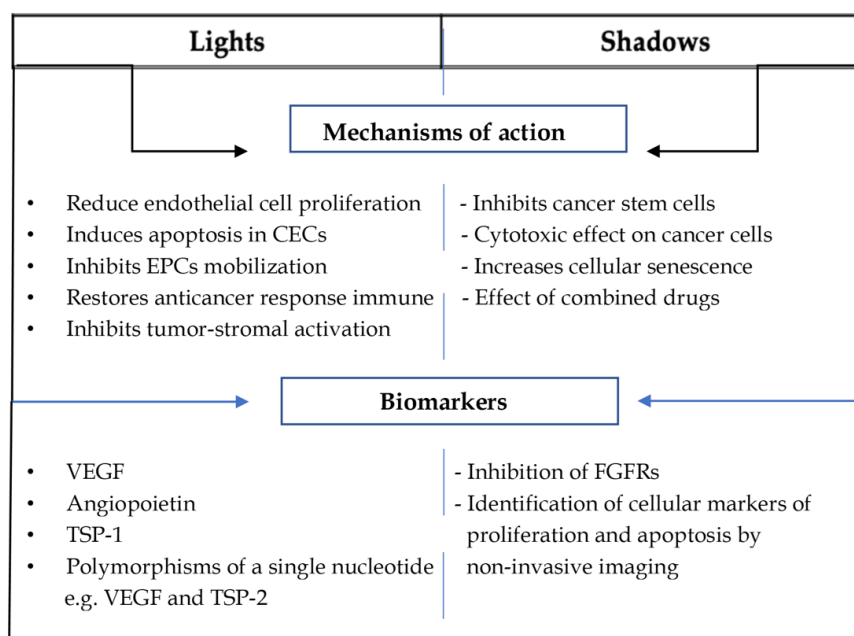 Lights
Shadows
Mechanisms of action
• Reduce endothelial cell proliferation
• Induces apoptosis in CECs
• Inhibits EPCs mobilization
• Restores anticancer response immune
• Inhibits tumor-stromal activation
- Inhibits cancer stem cells
- Cytotoxic effect on cancer cells
- Increases cellular senescence
- Effect of combined drugs
Biomarkers
• VEGF
• Angiopoietin
• TSP-1
• Polymorphisms of a single nucleotide
e.g. VEGF and TSP-2
- Inhibition of FGFRs
- Identification of cellular markers of
proliferation and apoptosis by
non-invasive imaging